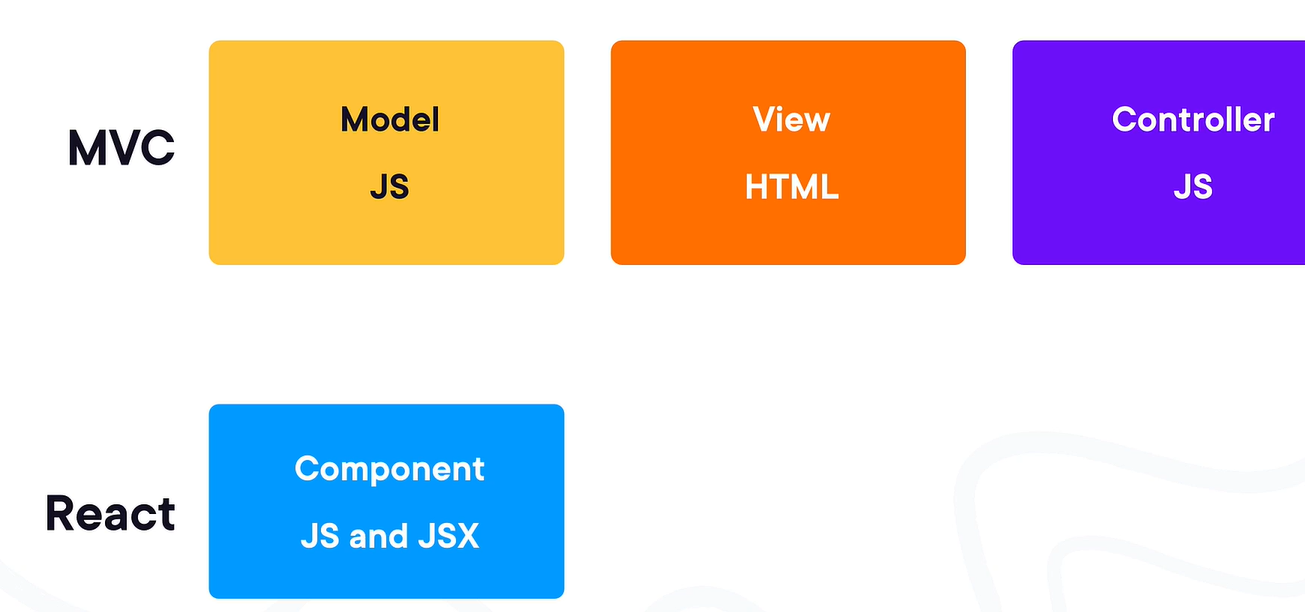 MVC
Model
JS
View
HTML
Controller
JS
React
Component
JS and JSX